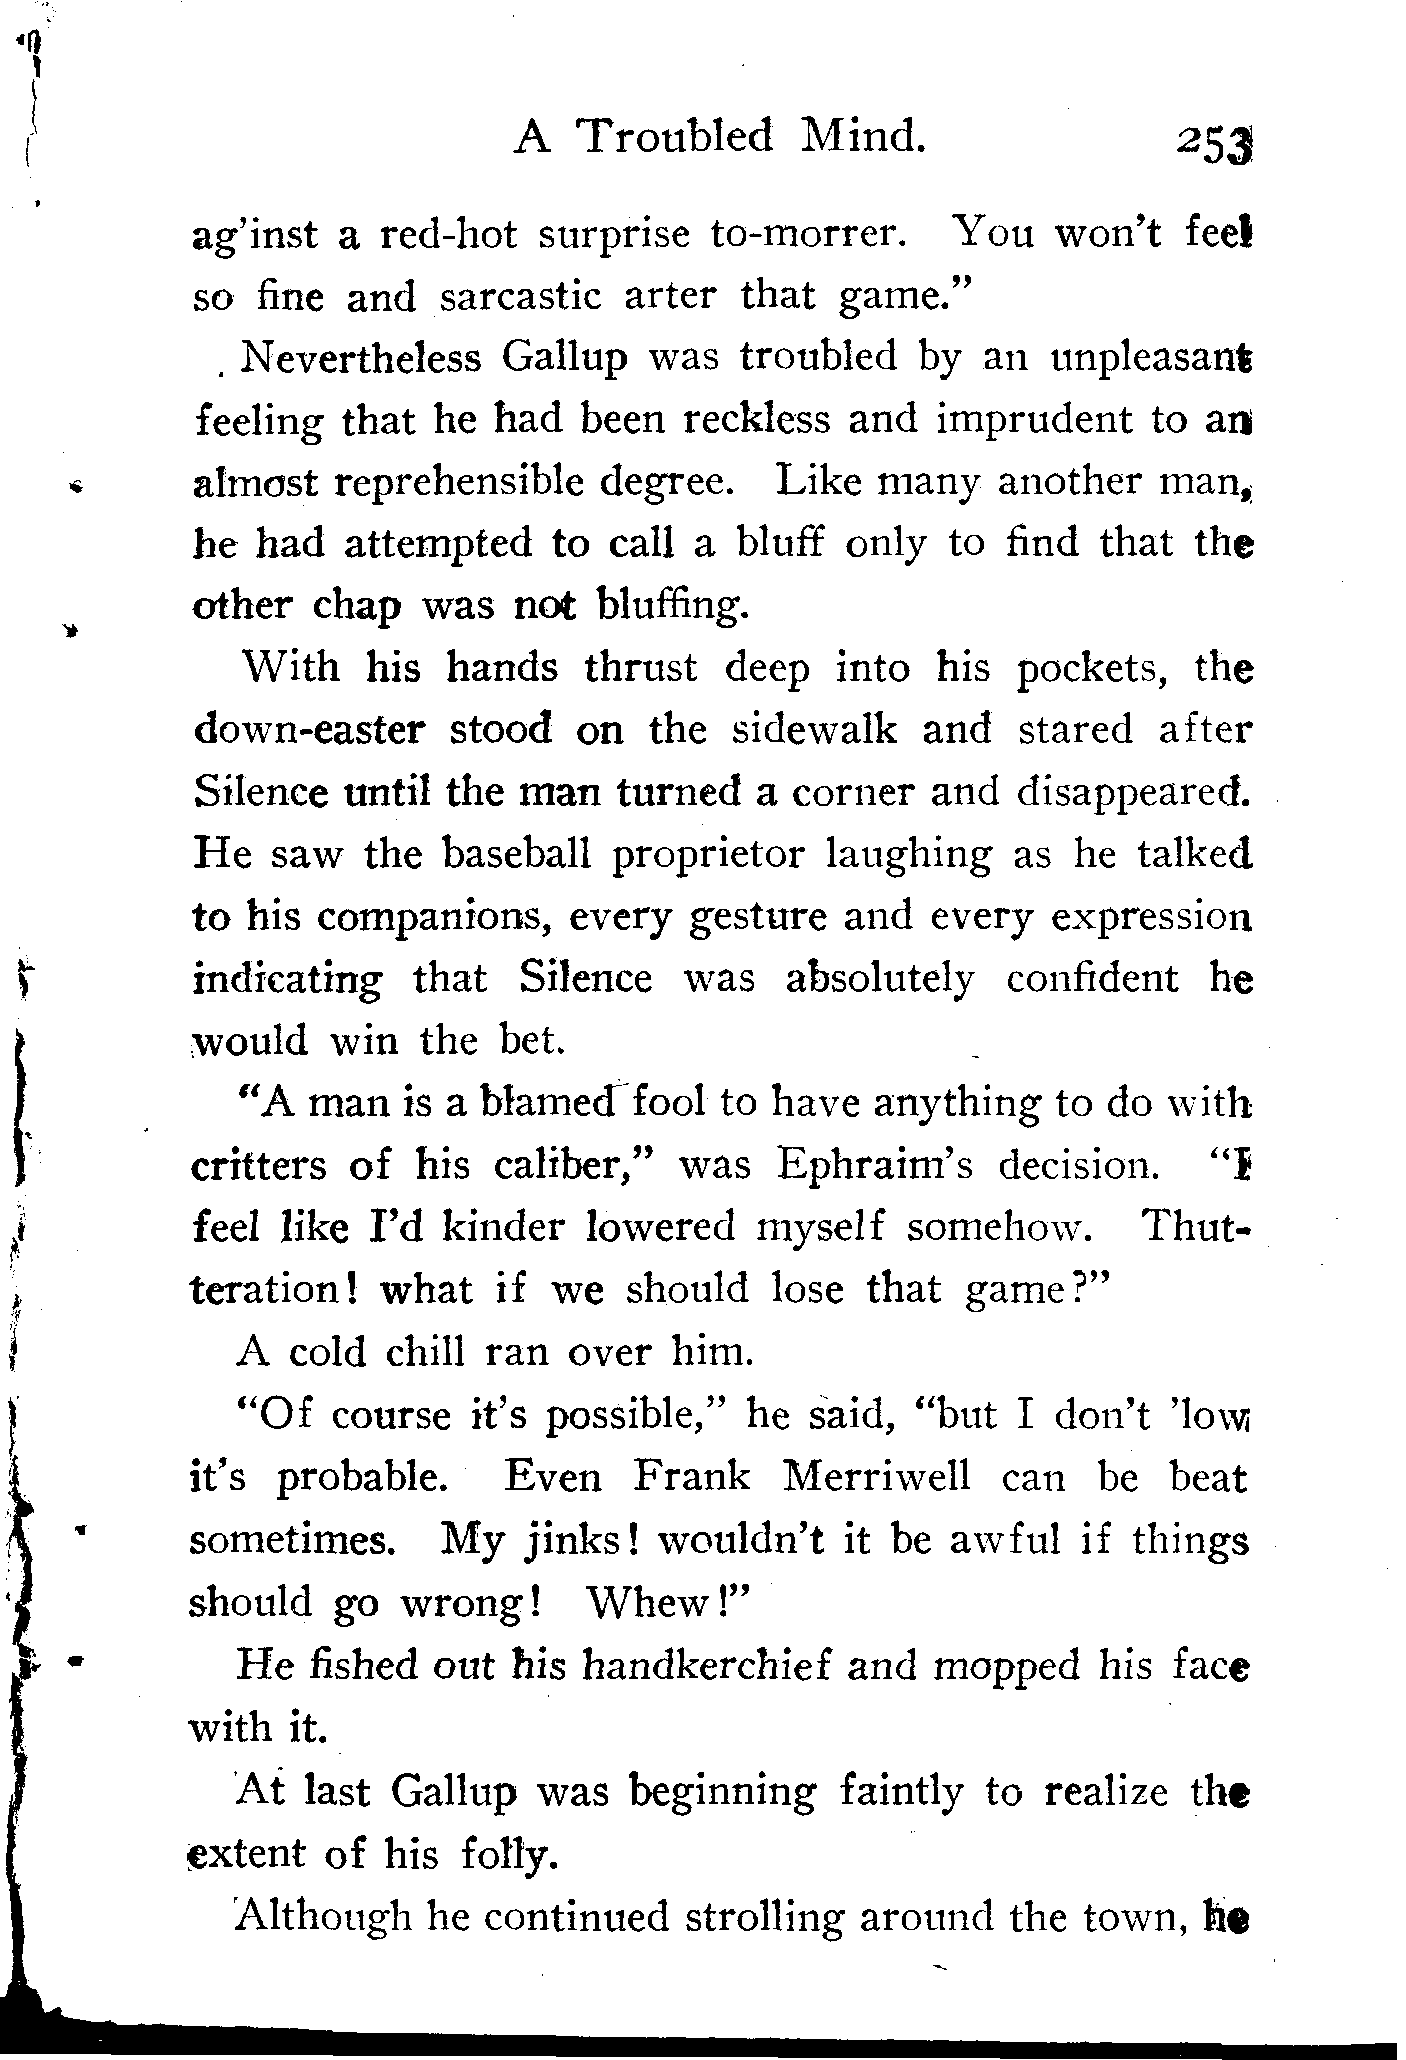 A Troubled Mind. 253
ag'inst a red-hot surprise to-morrer. You won't feel
so fine and sarcastic arter that game."
Nevertheless Gallup was troubled by an unpleasant
feeling that he had been reckless and imprudent to an
almost reprehensible degree. Like many another man,
he had attempted to call a bluff only to find that the
other chap was not bluffing.
With his hands thrust deep into his pockets, the
down-easter stood on the sidewalk and stared after
Silence until the man turned a corner and disappeared.
He saw the baseball proprietor laughing as he talked
to his companions, every gesture and every expression
indicating that Silence was absolutely confident he
would win the bet.
"A man is a blamed fool to have anything to do with
critters of his caliber," was Ephraim's decision. "I
feel like I'd kinder lowered myself somehow. Thut-
teration! what if we should lose that game?"
A cold chill ran over him.
"Of course it's possible," he said, "but I don't 'low
it's probable. Even Frank Merriwell can be beat
sometimes. My jinks! wouldn't it be awful if things
should go wrong! Whew!"
He fished out his handkerchief and mopped his face
with it.
At last Gallup was beginning faintly to realize the
extent of his folly.
Although he continued strolling around the town, he